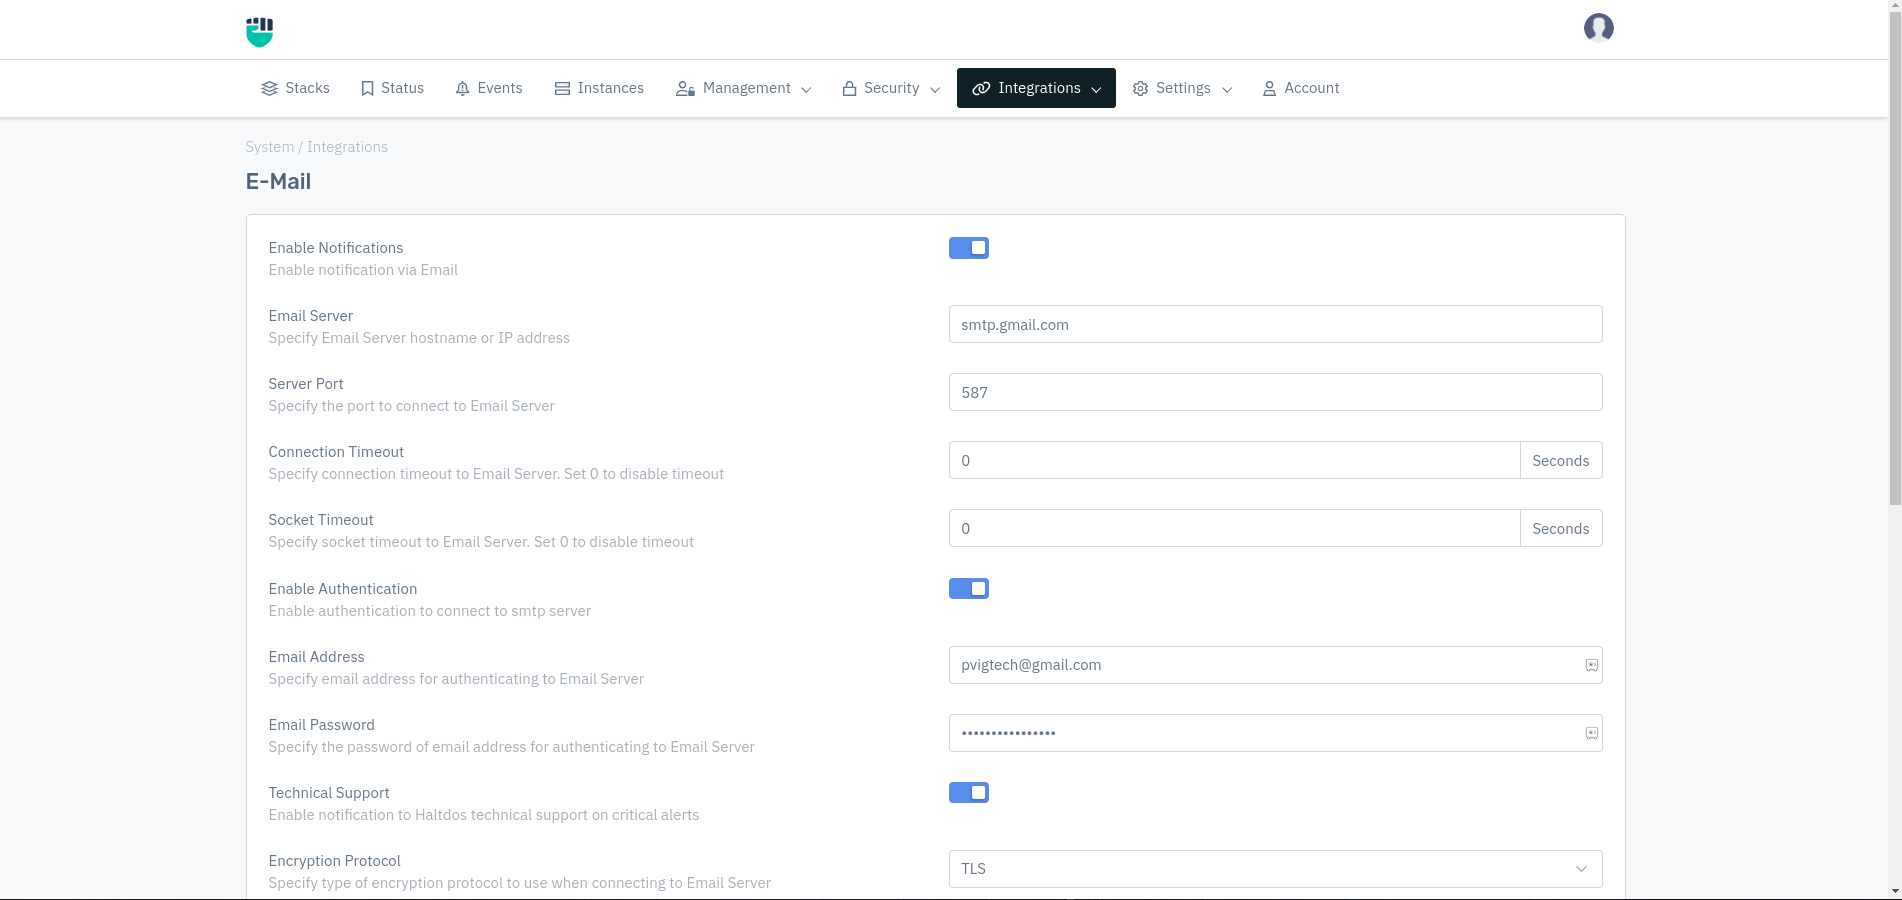 Stacks Status Events Instances Management Security Integrations Settings Account
System / Integrations
E-Mail
Enable Notifications
Enable notification via Email
Email Server
Specify Email Server hostname or IP address
smtp.gmail.com
Server Port
Specify the port to connect to Email Server
587
Connection Timeout
Specify connection timeout to Email Server. Set 0 to disable timeout
0 Seconds
Socket Timeout
Specify socket timeout to Email Server. Set 0 to disable timeout
0 Seconds
Enable Authentication
Enable authentication to connect to smtp server
Email Address
Specify email address for authenticating to Email Server
pvigtech@gmail.com
Email Password
Specify the password of email address for authenticating to Email Server
••••••••••••••••
Technical Support
Enable notification to Haltdos technical support on critical alerts
Encryption Protocol
Specify type of encryption protocol to use when connecting to Email Server
TLS